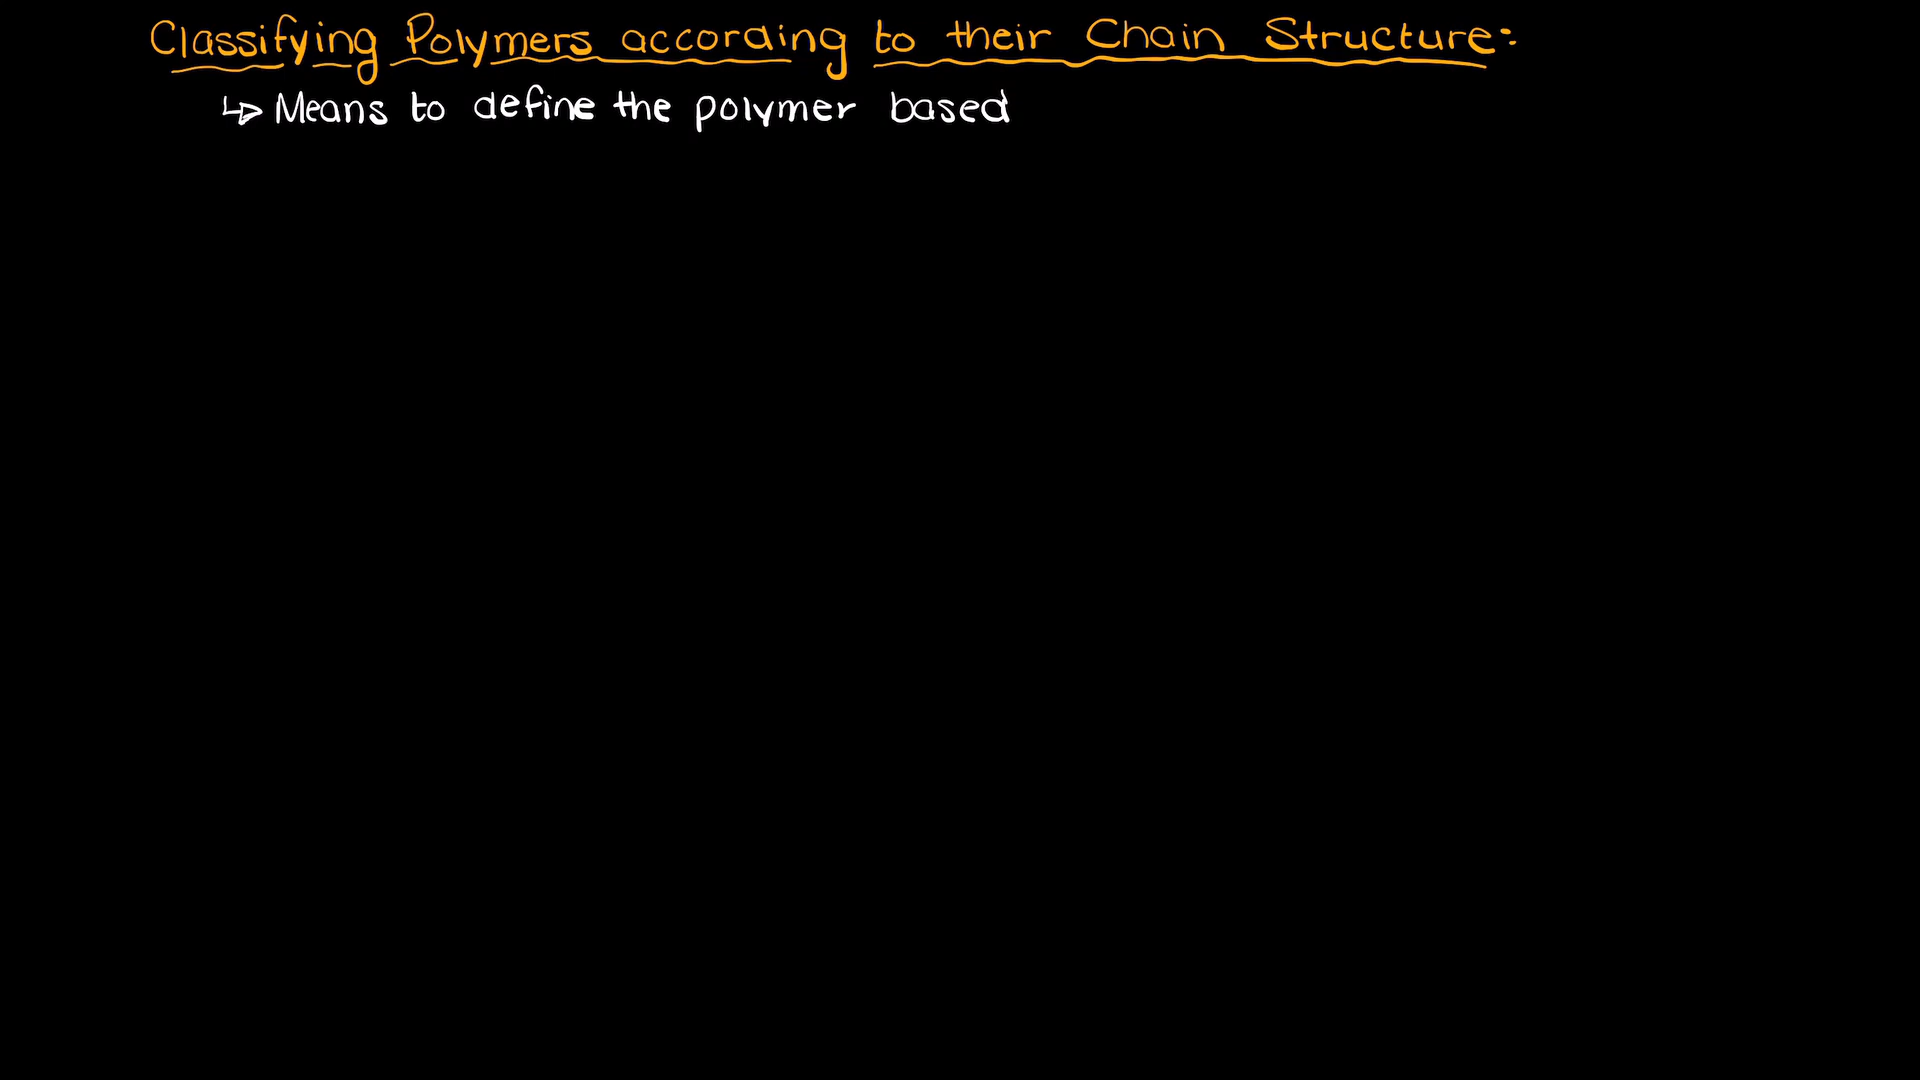 Classifying Polymers according to their Chain Structure:
↳ Means to define the polymer based